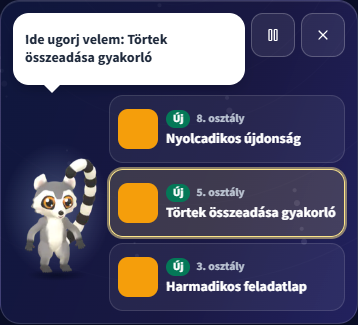 Ide ugorj velem: Törtek
összeadása gyakorló
Új 8. osztály
Nyolcadikos újdonság
Új 5. osztály
Törtek összeadása gyakorló
Új 3. osztály
Harmadikos feladatlap